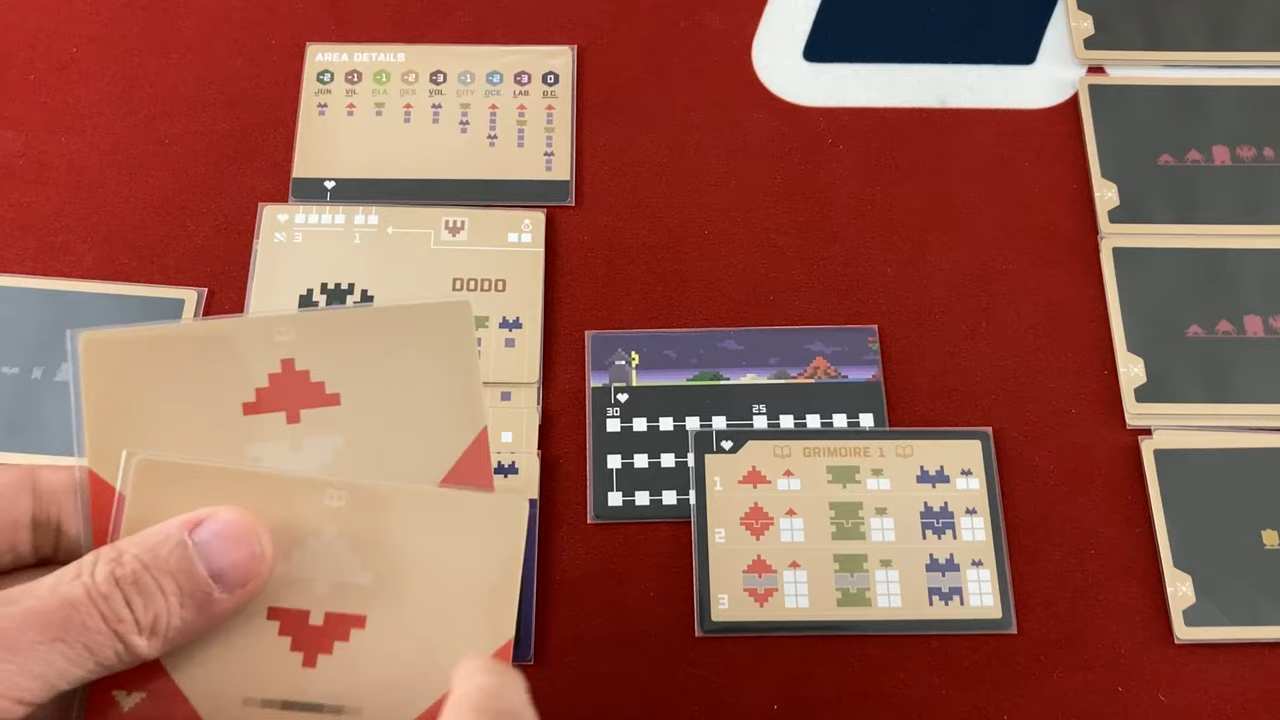 AREA DETAILS
-2 -1 -1 -2 -3 -1 -2 -3 0
JUN. VIL. PLA. DES. VOL. CITY OCE. LAB. D.C.
3 1
DODO
30 25
GRIMOIRE 1
1
2
3